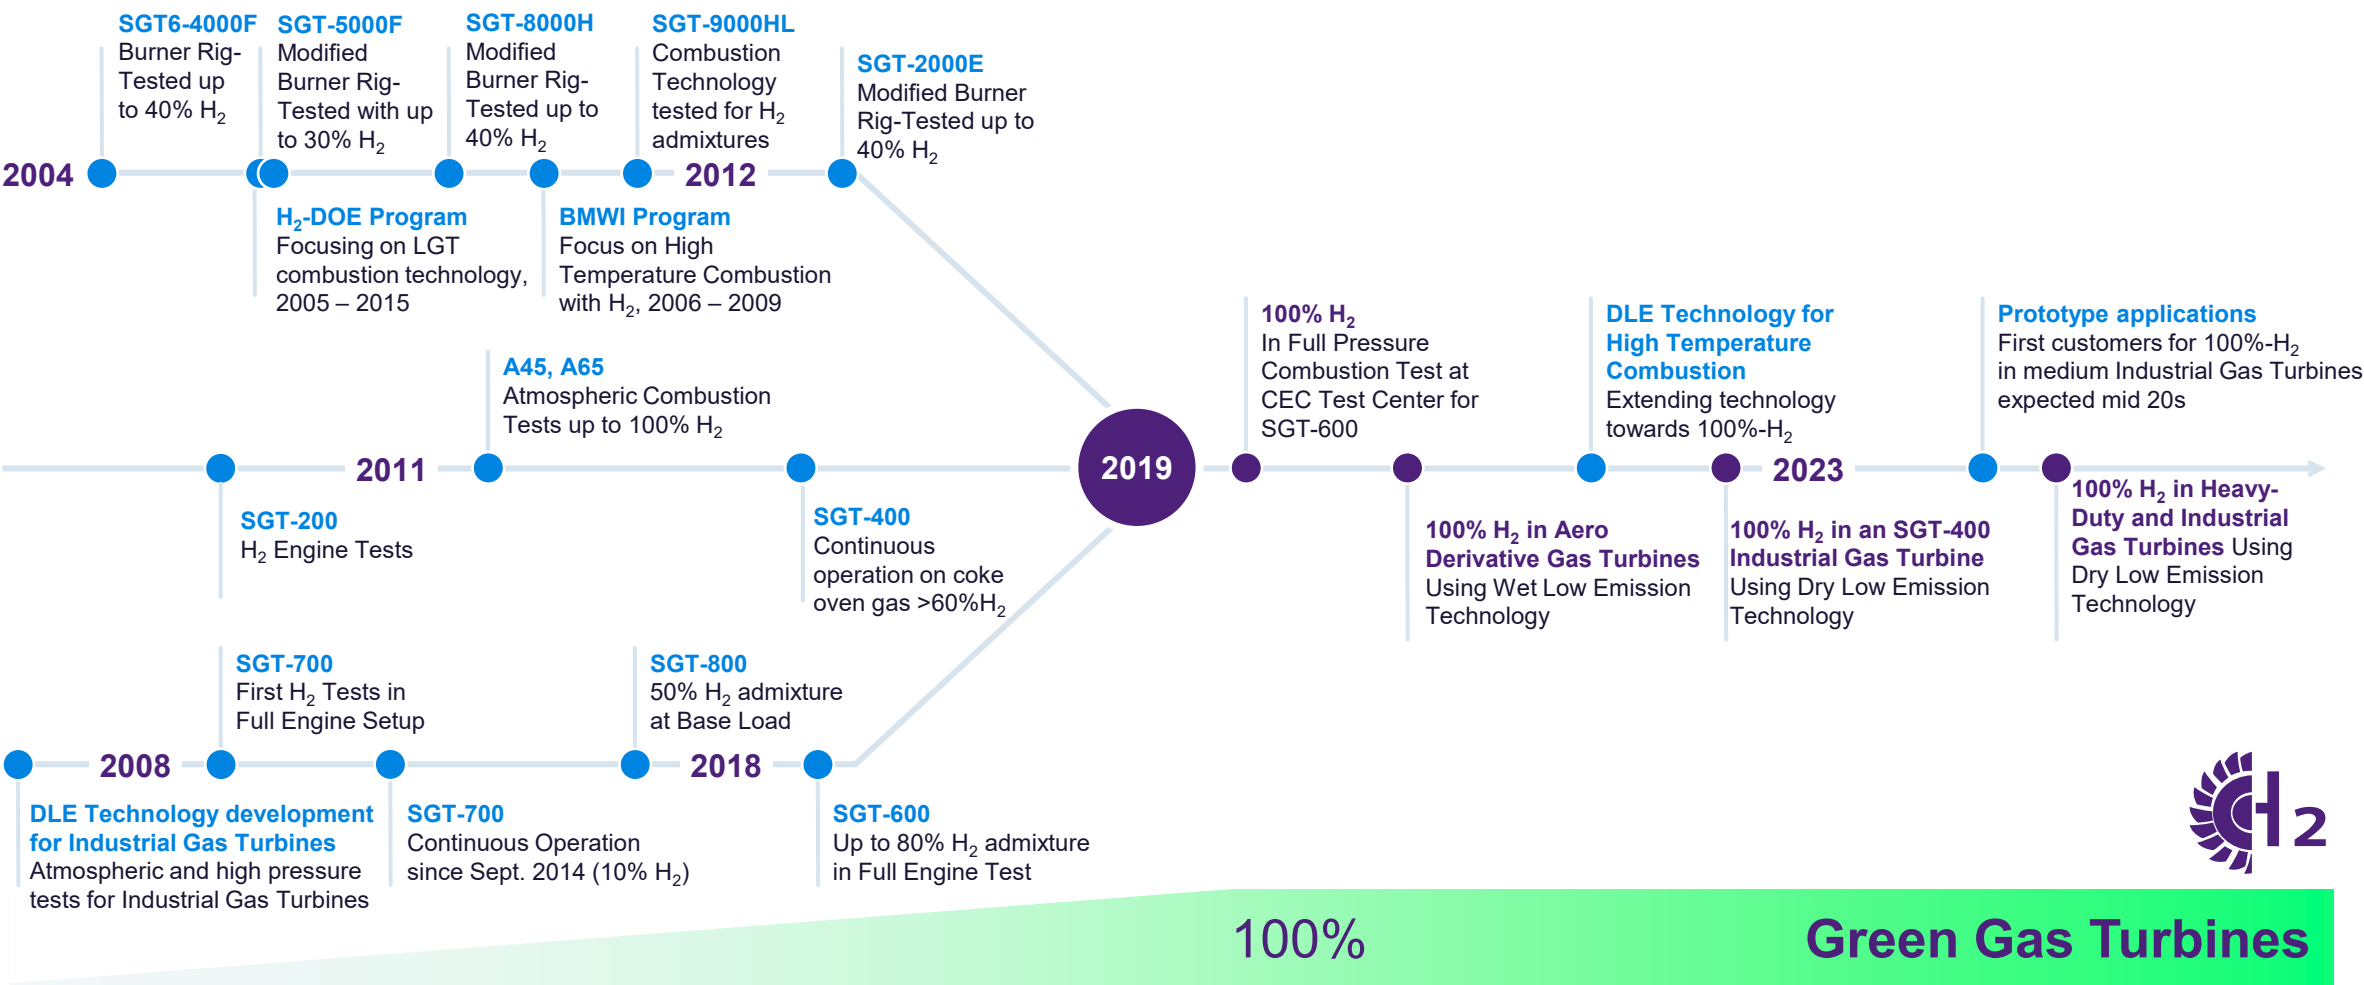 SGT6-4000F
Burner Rig-
Tested up
to 40% H₂
SGT-5000F
Modified
Burner Rig-
Tested with up
to 30% H₂
SGT-8000H
Modified
Burner Rig-
Tested up to
40% H₂
SGT-9000HL
Combustion
Technology
tested for H₂
admixtures
SGT-2000E
Modified Burner
Rig-Tested up to
40% H₂
2004
2012
H₂-DOE Program
Focusing on LGT
combustion technology,
2005 – 2015
BMWI Program
Focus on High
Temperature Combustion
with H₂, 2006 – 2009
A45, A65
Atmospheric Combustion
Tests up to 100% H₂
2011
SGT-200
H₂ Engine Tests
SGT-400
Continuous
operation on coke
oven gas >60%H₂
SGT-700
First H₂ Tests in
Full Engine Setup
SGT-800
50% H₂ admixture
at Base Load
2008
2018
DLE Technology development
for Industrial Gas Turbines
Atmospheric and high pressure
tests for Industrial Gas Turbines
SGT-700
Continuous Operation
since Sept. 2014 (10% H₂)
SGT-600
Up to 80% H₂ admixture
in Full Engine Test
2019
100% H₂
In Full Pressure
Combustion Test at
CEC Test Center for
SGT-600
DLE Technology for
High Temperature
Combustion
Extending technology
towards 100%-H₂
Prototype applications
First customers for 100%-H₂
in medium Industrial Gas Turbines
expected mid 20s
2023
100% H₂ in Aero
Derivative Gas Turbines
Using Wet Low Emission
Technology
100% H₂ in an SGT-400
Industrial Gas Turbine
Using Dry Low Emission
Technology
100% H₂ in Heavy-
Duty and Industrial
Gas Turbines Using
Dry Low Emission
Technology
H2
100%
Green Gas Turbines